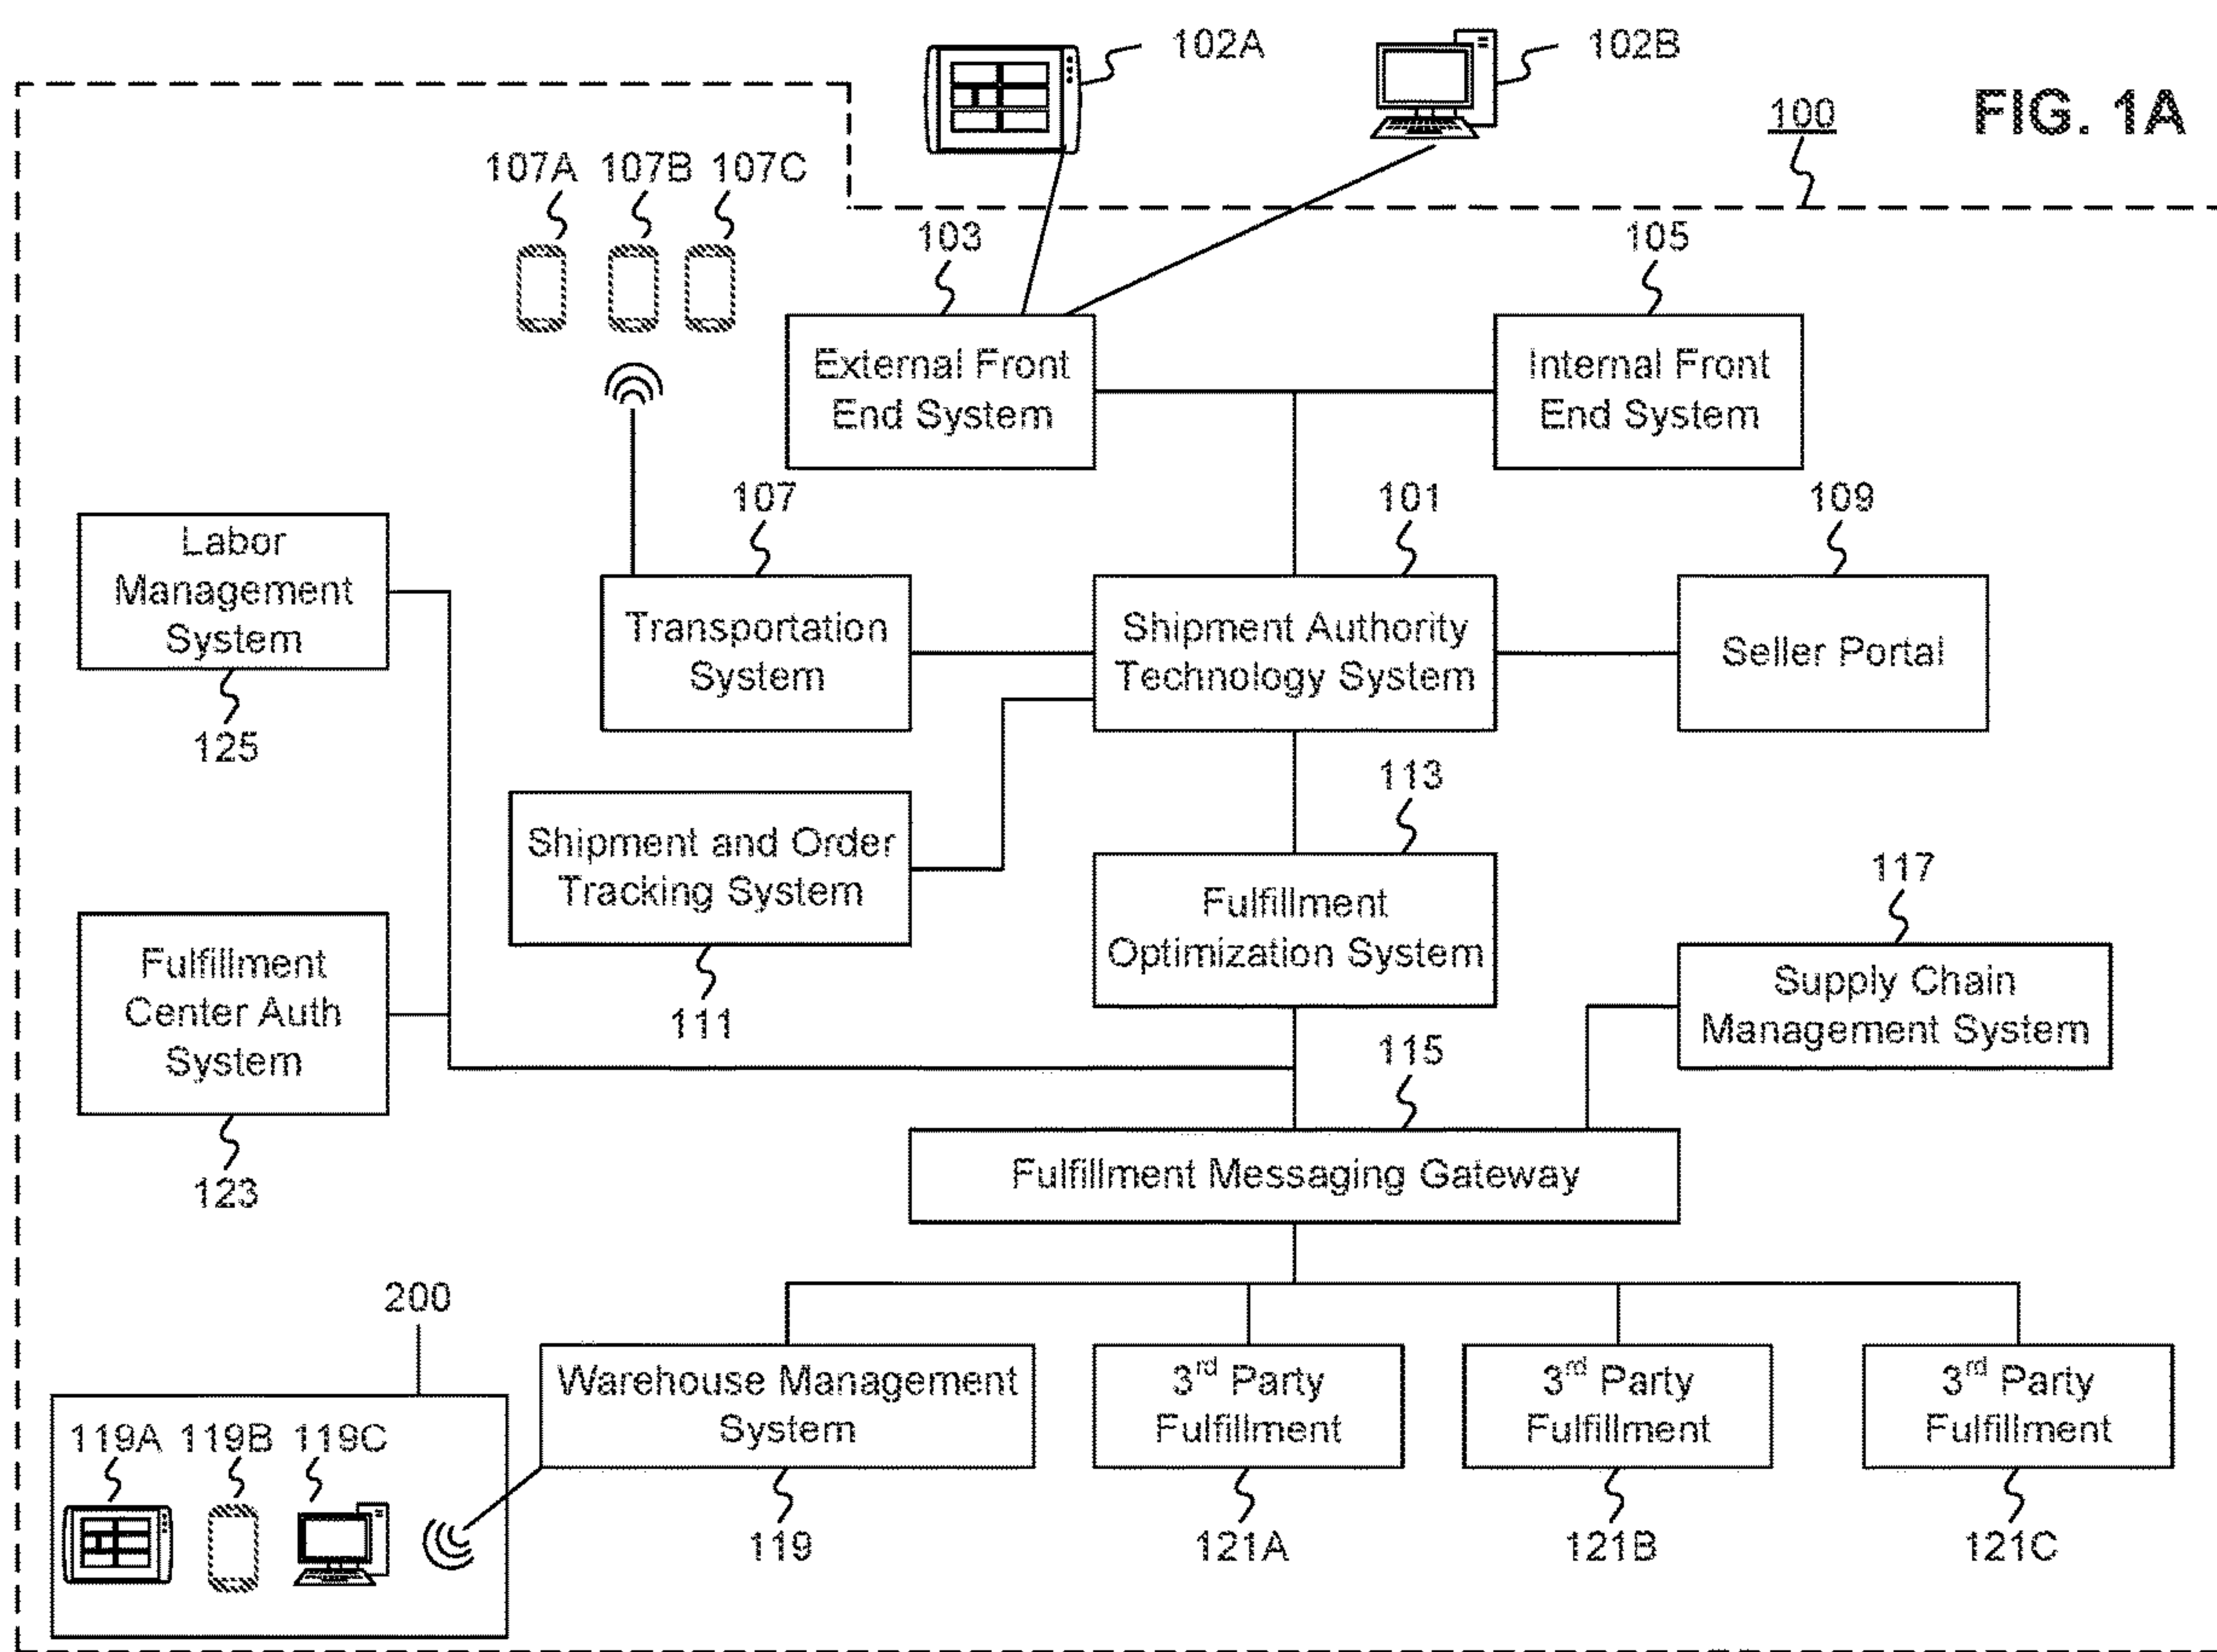 102A
102B
100
FIG. 1A
107A 107B 107C
103
105
External Front
End System
Internal Front
End System
107
101
109
Labor
Management
System
125
Transportation
System
Shipment Authority
Technology System
Seller Portal
113
Shipment and Order
Tracking System
111
Fulfillment
Optimization System
117
Fulfillment
Center Auth
System
123
Supply Chain
Management System
115
Fulfillment Messaging Gateway
200
119A 119B 119C
Warehouse Management
System
119
3rd Party
Fulfillment
121A
3rd Party
Fulfillment
121B
3rd Party
Fulfillment
121C